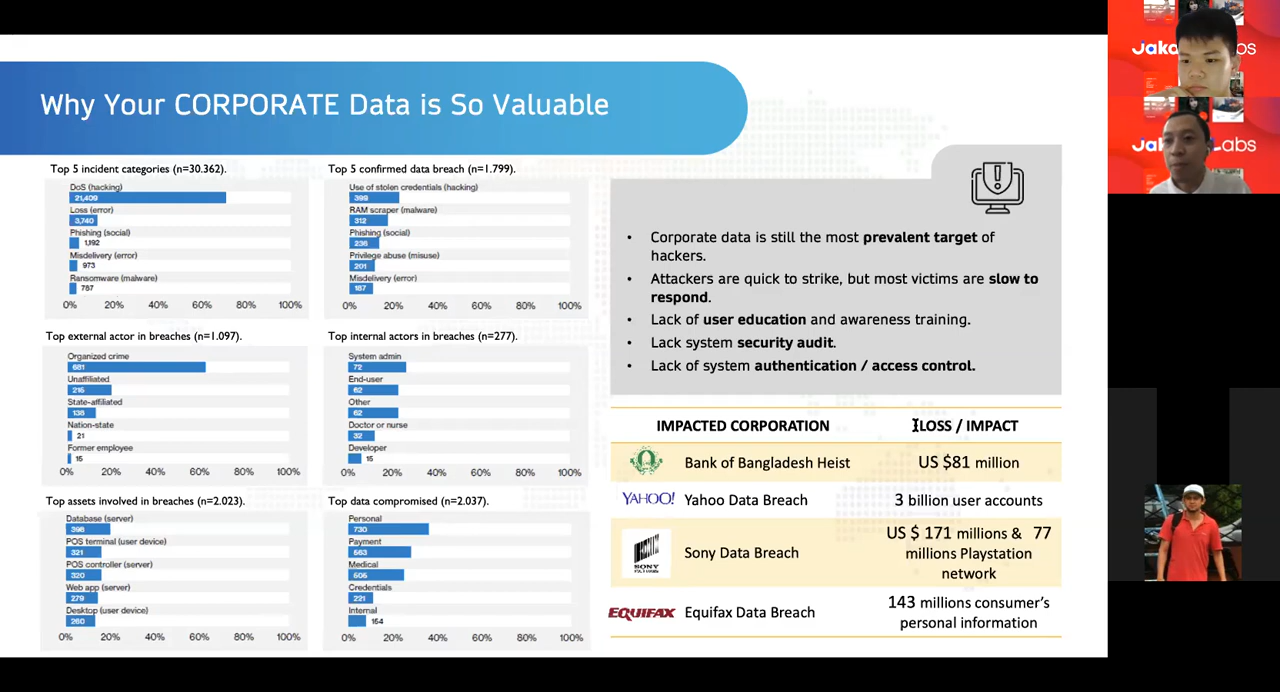 Why Your CORPORATE Data is So Valuable
Top 5 incident categories (n=30.362).
DoS (hacking)
21,409
Loss (error)
3,740
Phishing (social)
1,192
Misdelivery (error)
973
Ransomware (malware)
787
0% 20% 40% 60% 80% 100%
Top 5 confirmed data breach (n=1.799).
Use of stolen credentials (hacking)
399
RAM scraper (malware)
312
Phishing (social)
236
Privilege abuse (misuse)
201
Misdelivery (error)
187
0% 20% 40% 60% 80% 100%
Top external actor in breaches (n=1.097).
Organized crime
681
Unaffiliated
215
State-affiliated
138
Nation-state
21
Former employee
15
0% 20% 40% 60% 80% 100%
Top internal actors in breaches (n=277).
System admin
72
End-user
62
Other
62
Doctor or nurse
32
Developer
15
0% 20% 40% 60% 80% 100%
Top assets involved in breaches (n=2.023).
Database (server)
398
POS terminal (user device)
321
POS controller (server)
320
Web app (server)
279
Desktop (user device)
260
0% 20% 40% 60% 80% 100%
Top data compromised (n=2.037).
Personal
730
Payment
563
Medical
505
Credentials
221
Internal
154
0% 20% 40% 60% 80% 100%
• Corporate data is still the most prevalent target of
hackers.
• Attackers are quick to strike, but most victims are slow to
respond.
• Lack of user education and awareness training.
• Lack system security audit.
• Lack of system authentication / access control.
IMPACTED CORPORATION LOSS / IMPACT
Bank of Bangladesh Heist US $81 million
YAHOO! Yahoo Data Breach 3 billion user accounts
SONY
PICTURES
Sony Data Breach
US $ 171 millions & 77
millions Playstation
network
EQUIFAX Equifax Data Breach
143 millions consumer's
personal information